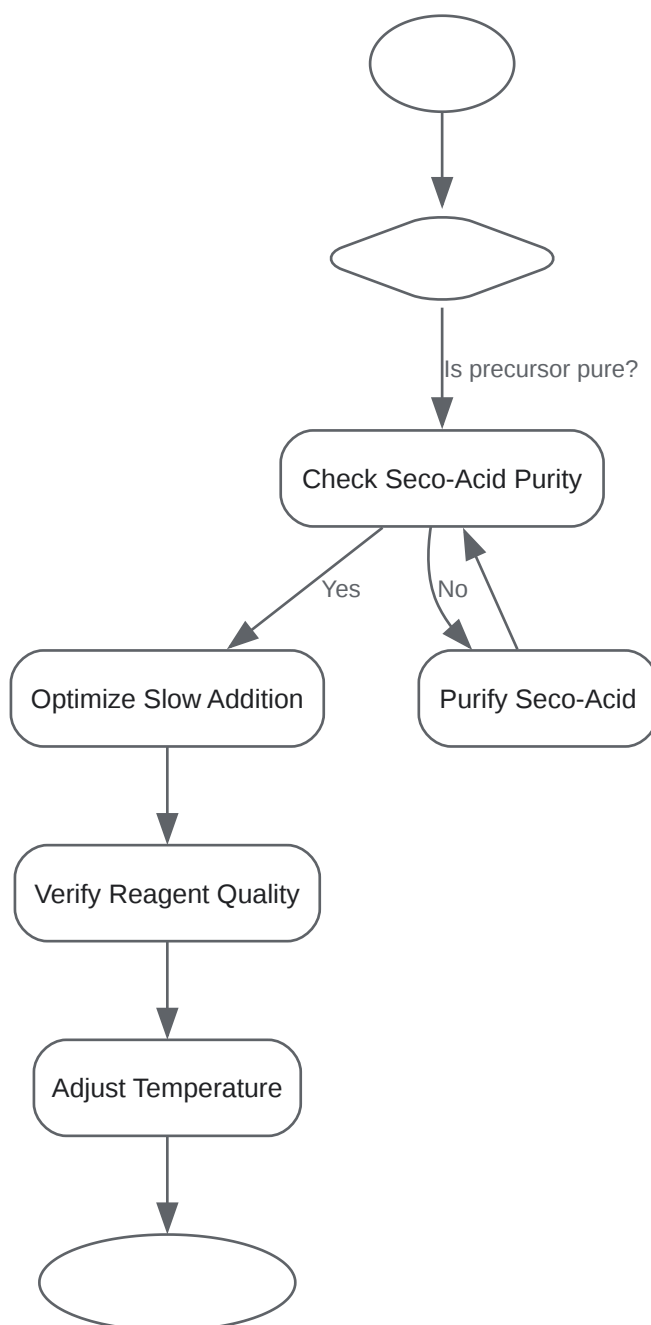 Is precursor pure?
Check Seco-Acid Purity
Yes
No
Optimize Slow Addition
Purify Seco-Acid
Verify Reagent Quality
Adjust Temperature